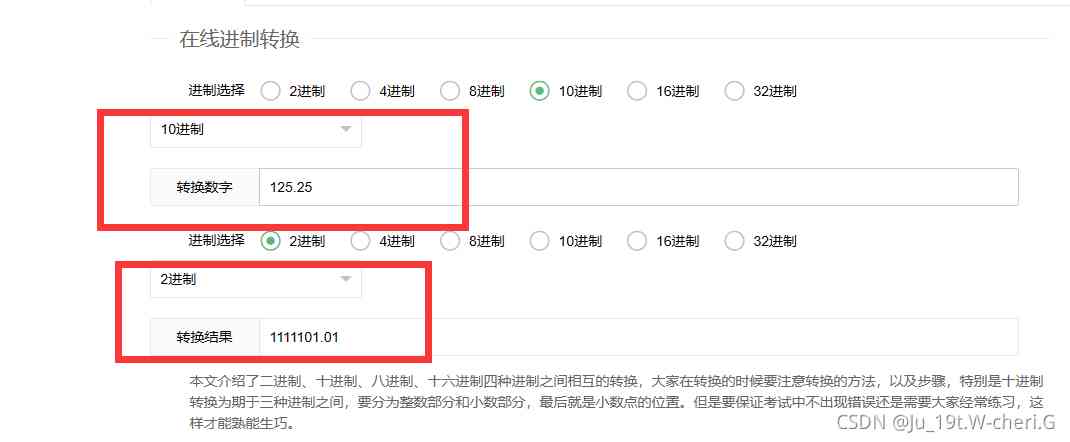 在线进制转换
进制选择 2进制 4进制 8进制 10进制 16进制 32进制
10进制
转换数字 125.25
进制选择 2进制 4进制 8进制 10进制 16进制 32进制
2进制
转换结果 1111101.01
本文介绍了二进制、十进制、八进制、十六进制四种进制之间相互的转换，大家在转换的时候要注意转换的方法，以及步骤，特别是十进制
转换为期于三种进制之间，要分为整数部分和小数部分，最后就是小数点的位置。但是要保证考试中不出现错误还是需要大家经常练习，这
样才能熟能生巧。
CSDN @Ju_19t.W-cheri.G